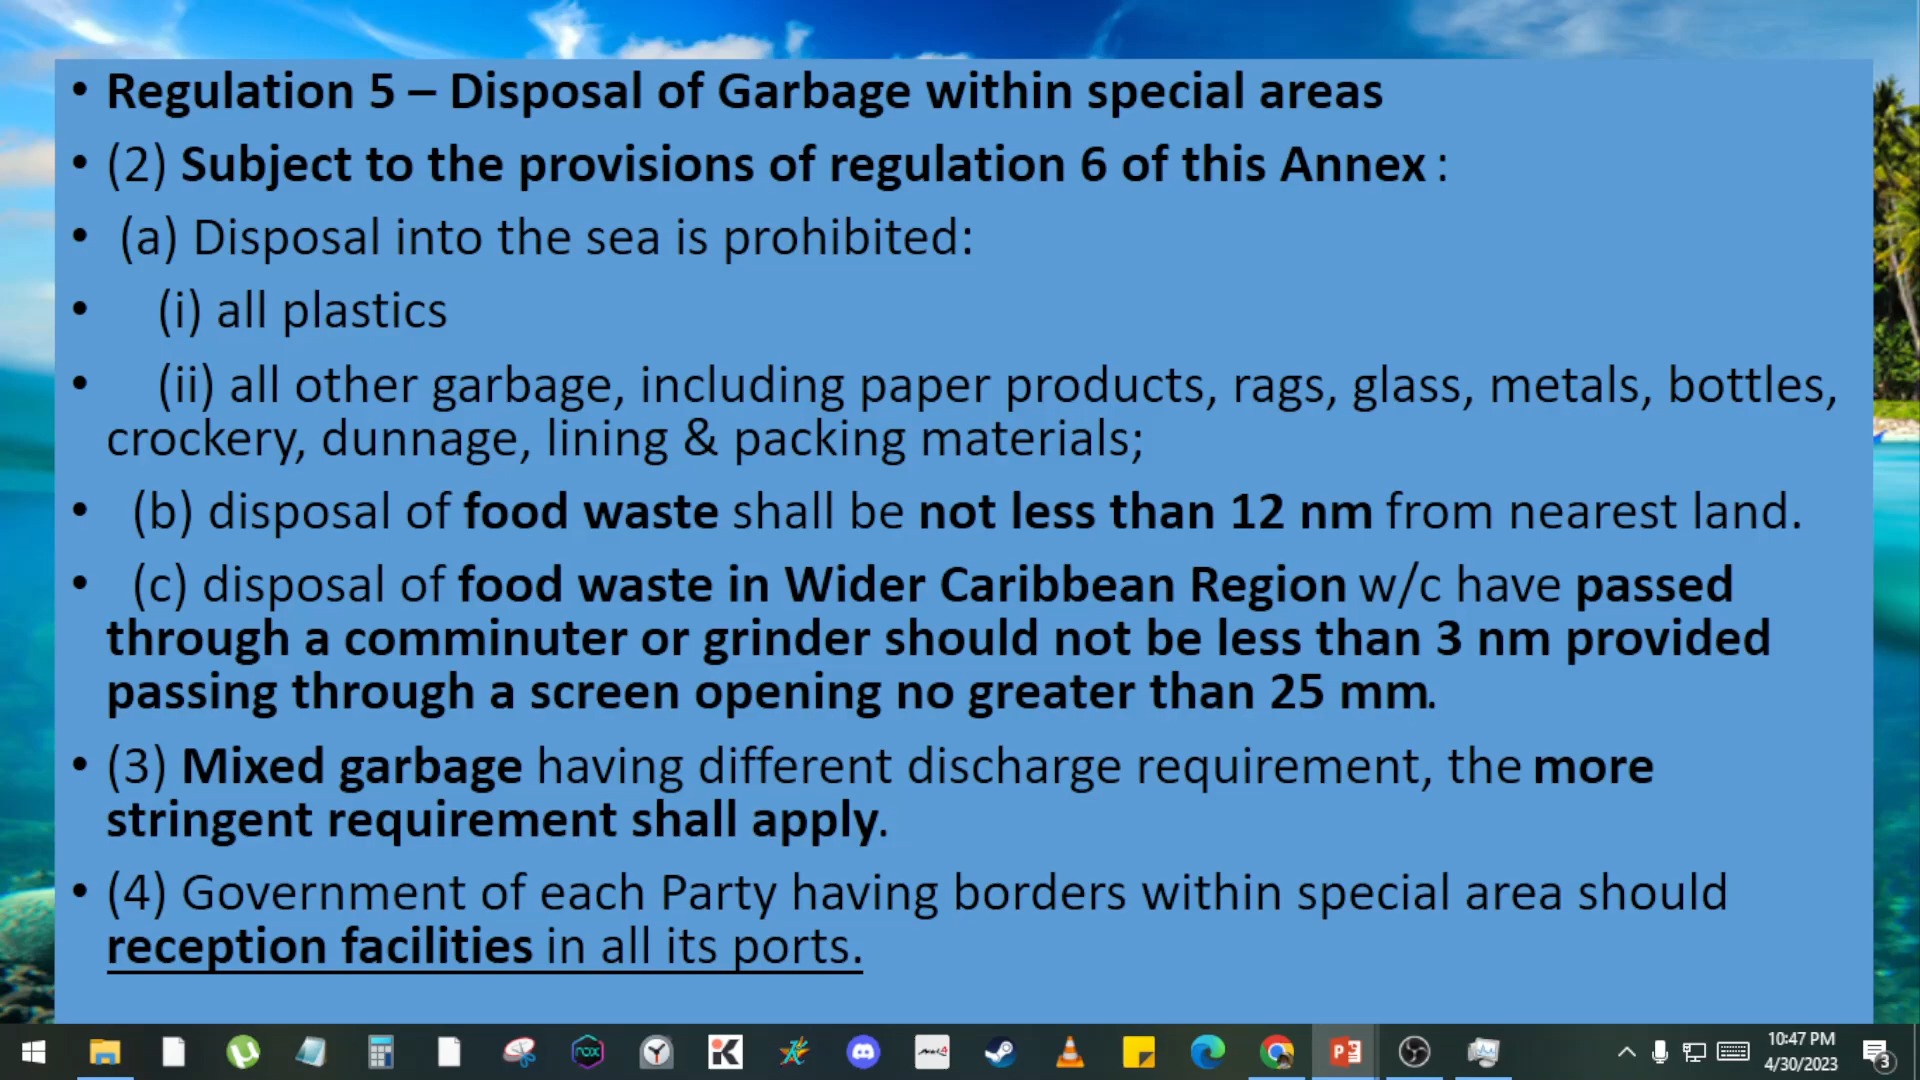 • Regulation 5 – Disposal of Garbage within special areas
• (2) Subject to the provisions of regulation 6 of this Annex :
• (a) Disposal into the sea is prohibited:
• (i) all plastics
• (ii) all other garbage, including paper products, rags, glass, metals, bottles,
crockery, dunnage, lining & packing materials;
• (b) disposal of food waste shall be not less than 12 nm from nearest land.
• (c) disposal of food waste in Wider Caribbean Region w/c have passed
through a comminuter or grinder should not be less than 3 nm provided
passing through a screen opening no greater than 25 mm.
• (3) Mixed garbage having different discharge requirement, the more
stringent requirement shall apply.
• (4) Government of each Party having borders within special area should
reception facilities in all its ports.
nox
10:47 PM
4/30/2023
3